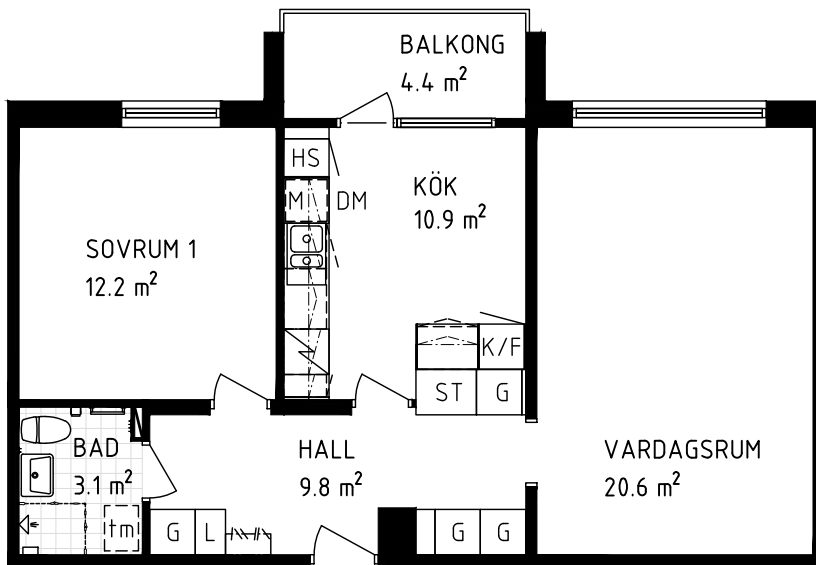 BALKONG
4.4 m²
HS
M
DM
KÖK
10.9 m²
SOVRUM 1
12.2 m²
K/F
ST
G
BAD
3.1 m²
HALL
9.8 m²
VARDAGSRUM
20.6 m²
G
L
G
G
tm